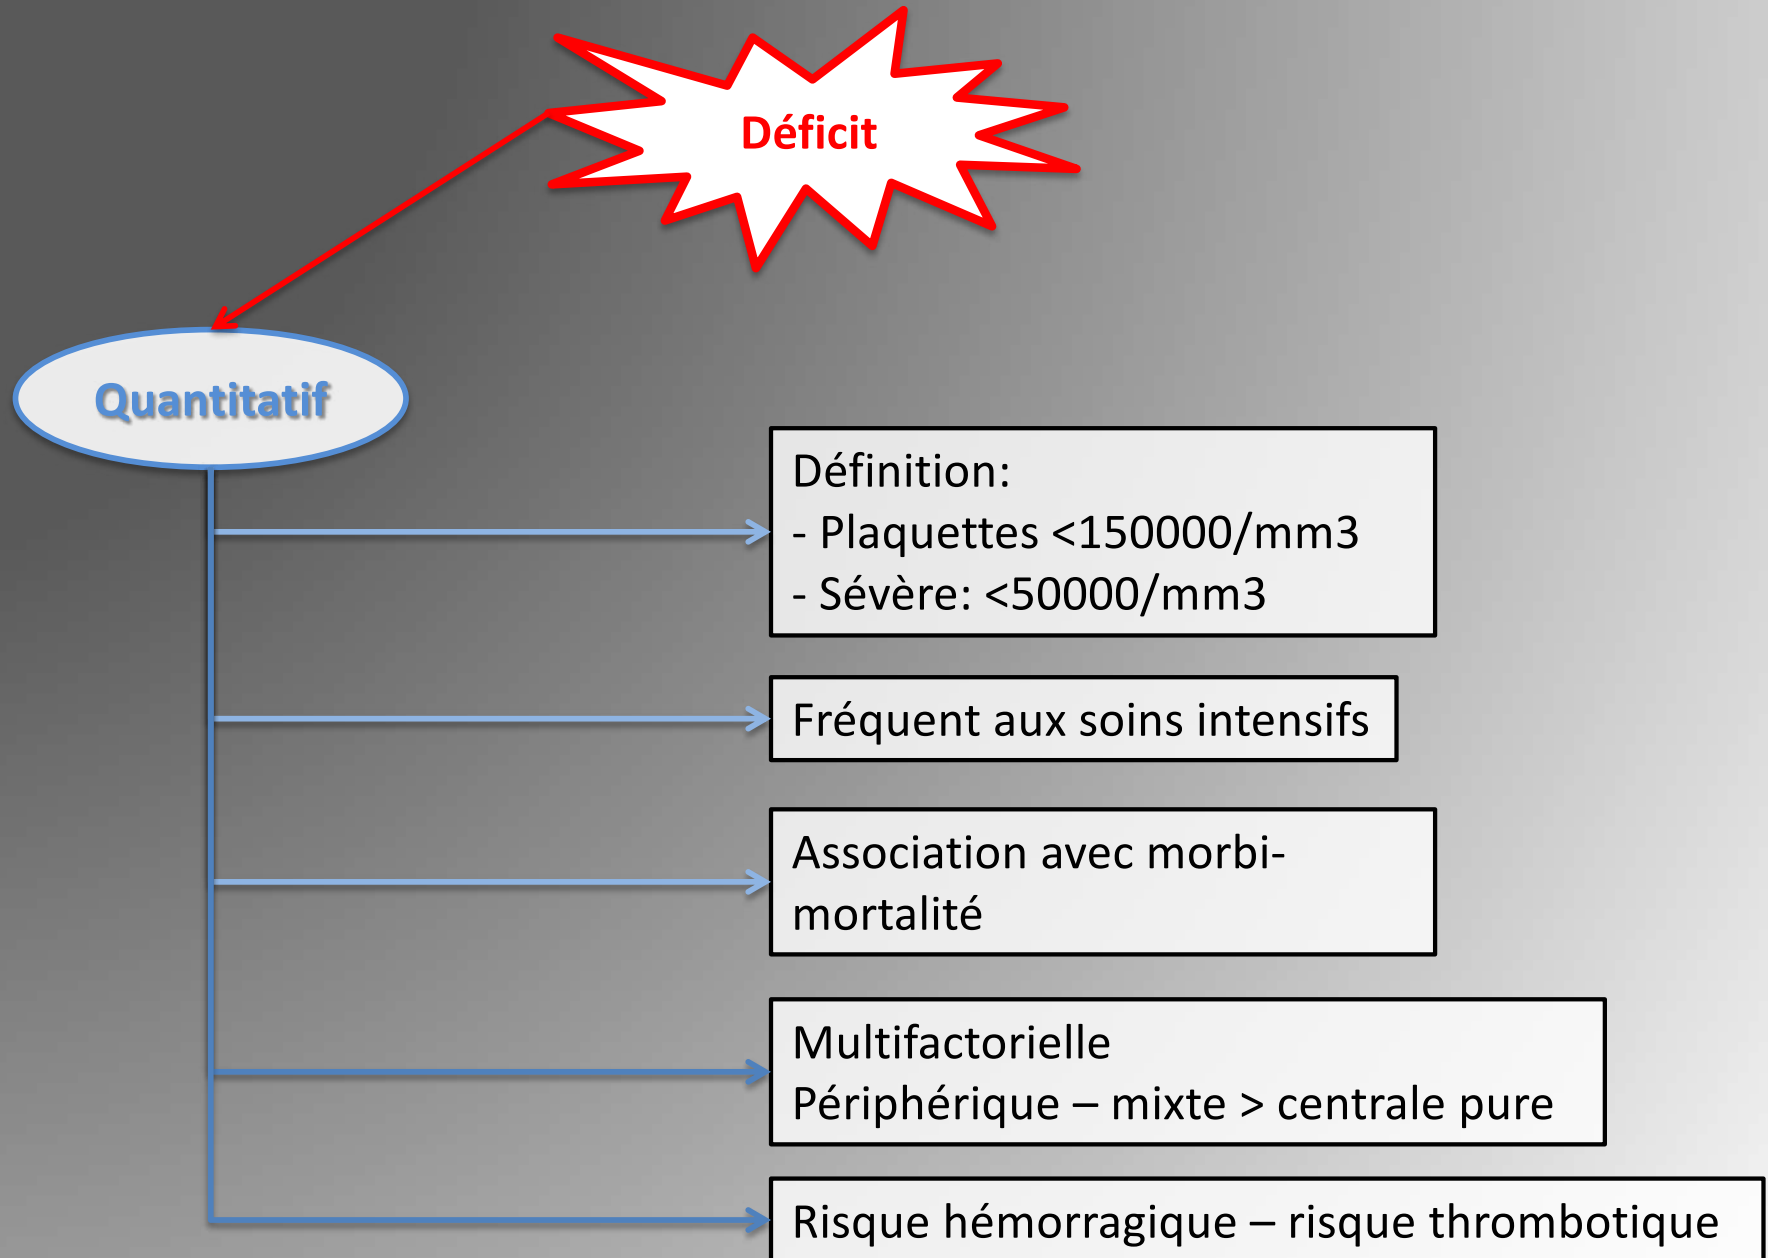 Déficit
Quantitatif
Définition:
- Plaquettes <150000/mm3
- Sévère: <50000/mm3
Fréquent aux soins intensifs
Association avec morbi-
mortalité
Multifactorielle
Périphérique – mixte > centrale pure
Risque hémorragique – risque thrombotique